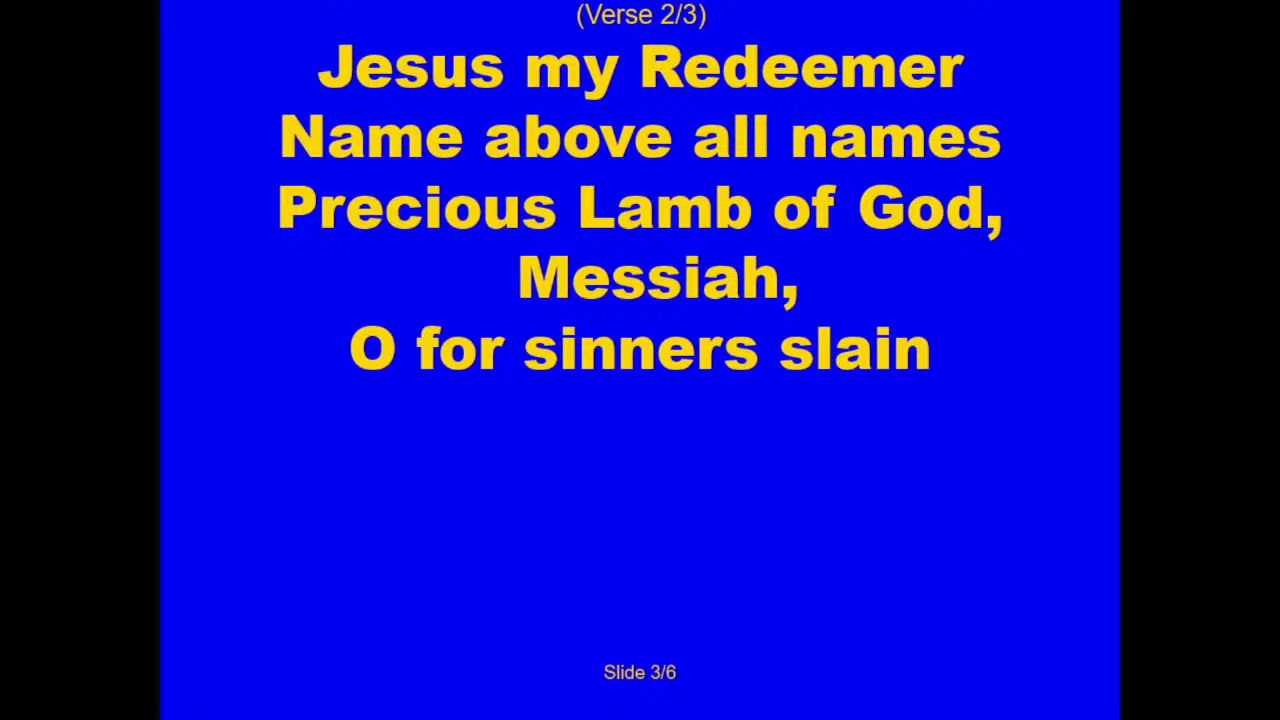 (Verse 2/3)
Jesus my Redeemer
Name above all names
Precious Lamb of God,
Messiah,
O for sinners slain
Slide 3/6